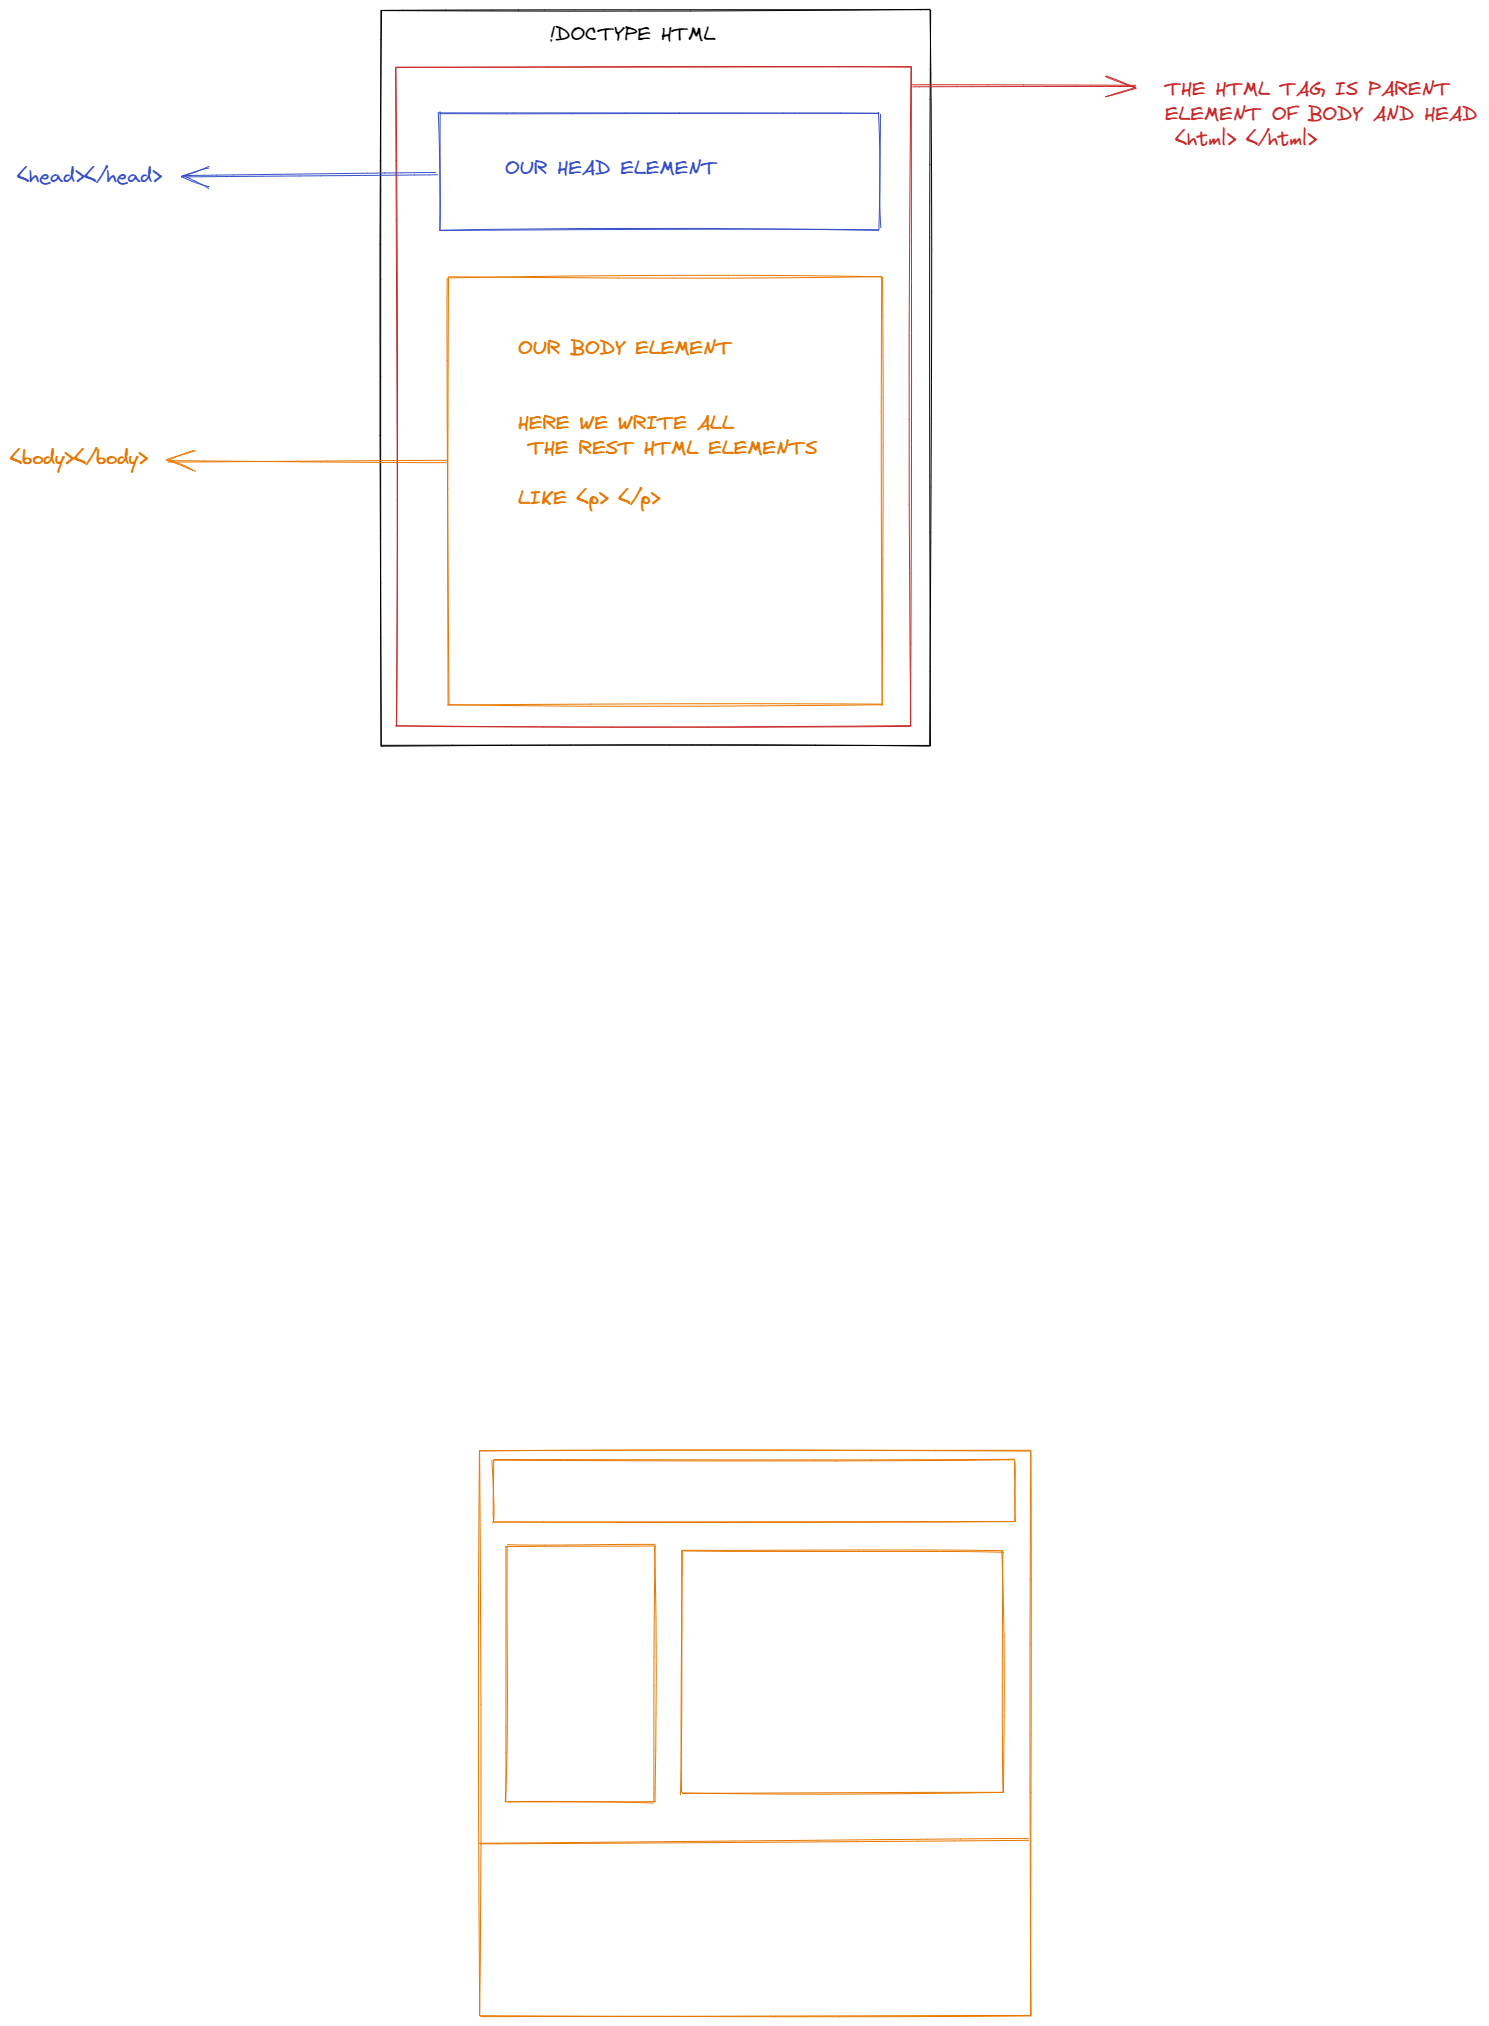 !DOCTYPE HTML
THE HTML TAG IS PARENT
ELEMENT OF BODY AND HEAD
<html> </html>
OUR HEAD ELEMENT
<head></head>
OUR BODY ELEMENT
HERE WE WRITE ALL
THE REST HTML ELEMENTS
<body></body>
LIKE <p> </p>